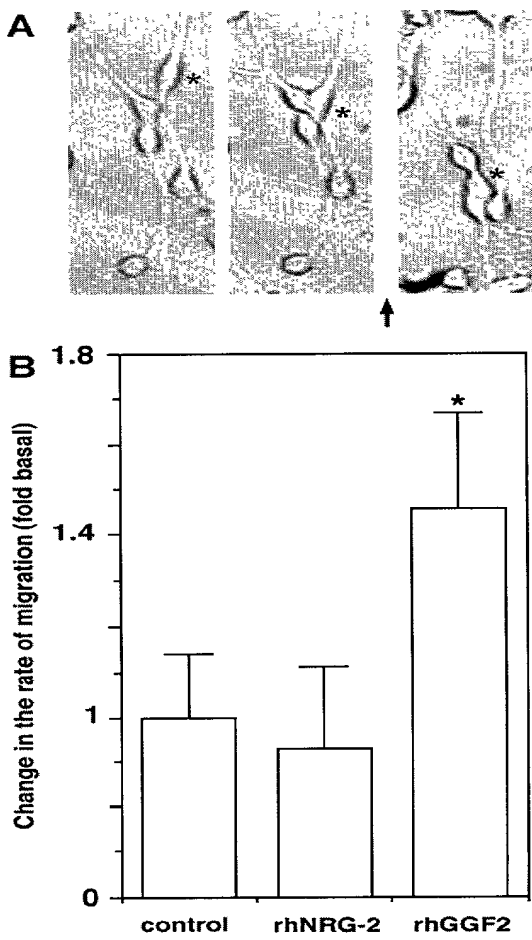 A
*
*
*
B
Change in the rate of migration (fold basal)
1.8
*
1.4
1
0
control rhNRG-2 rhGGF2